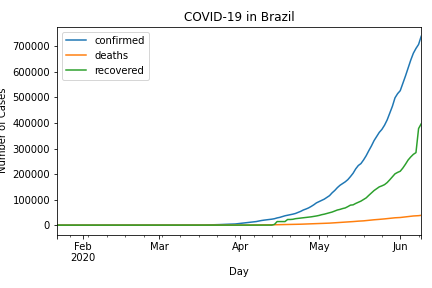 COVID-19 in Brazil
confirmed
deaths
recovered
700000
600000
500000
400000
300000
200000
100000
0
Number of Cases
Feb Mar Apr May Jun
2020
Day